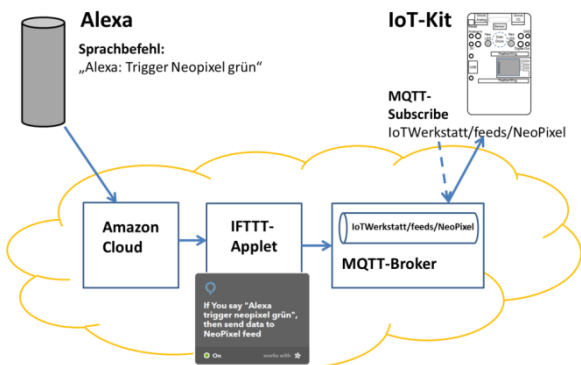 Alexa
Sprachbefehl:
„Alexa: Trigger Neopixel grün“
IoT-Kit
MQTT-
Subscribe
IoTWerkstatt/feeds/NeoPixel
Amazon
Cloud
IFTTT-
Applet
IoTWerkstatt/feeds/NeoPixel
MQTT-Broker
If You say "Alexa
trigger neopixel grün",
then send data to
NeoPixel feed
On
works with